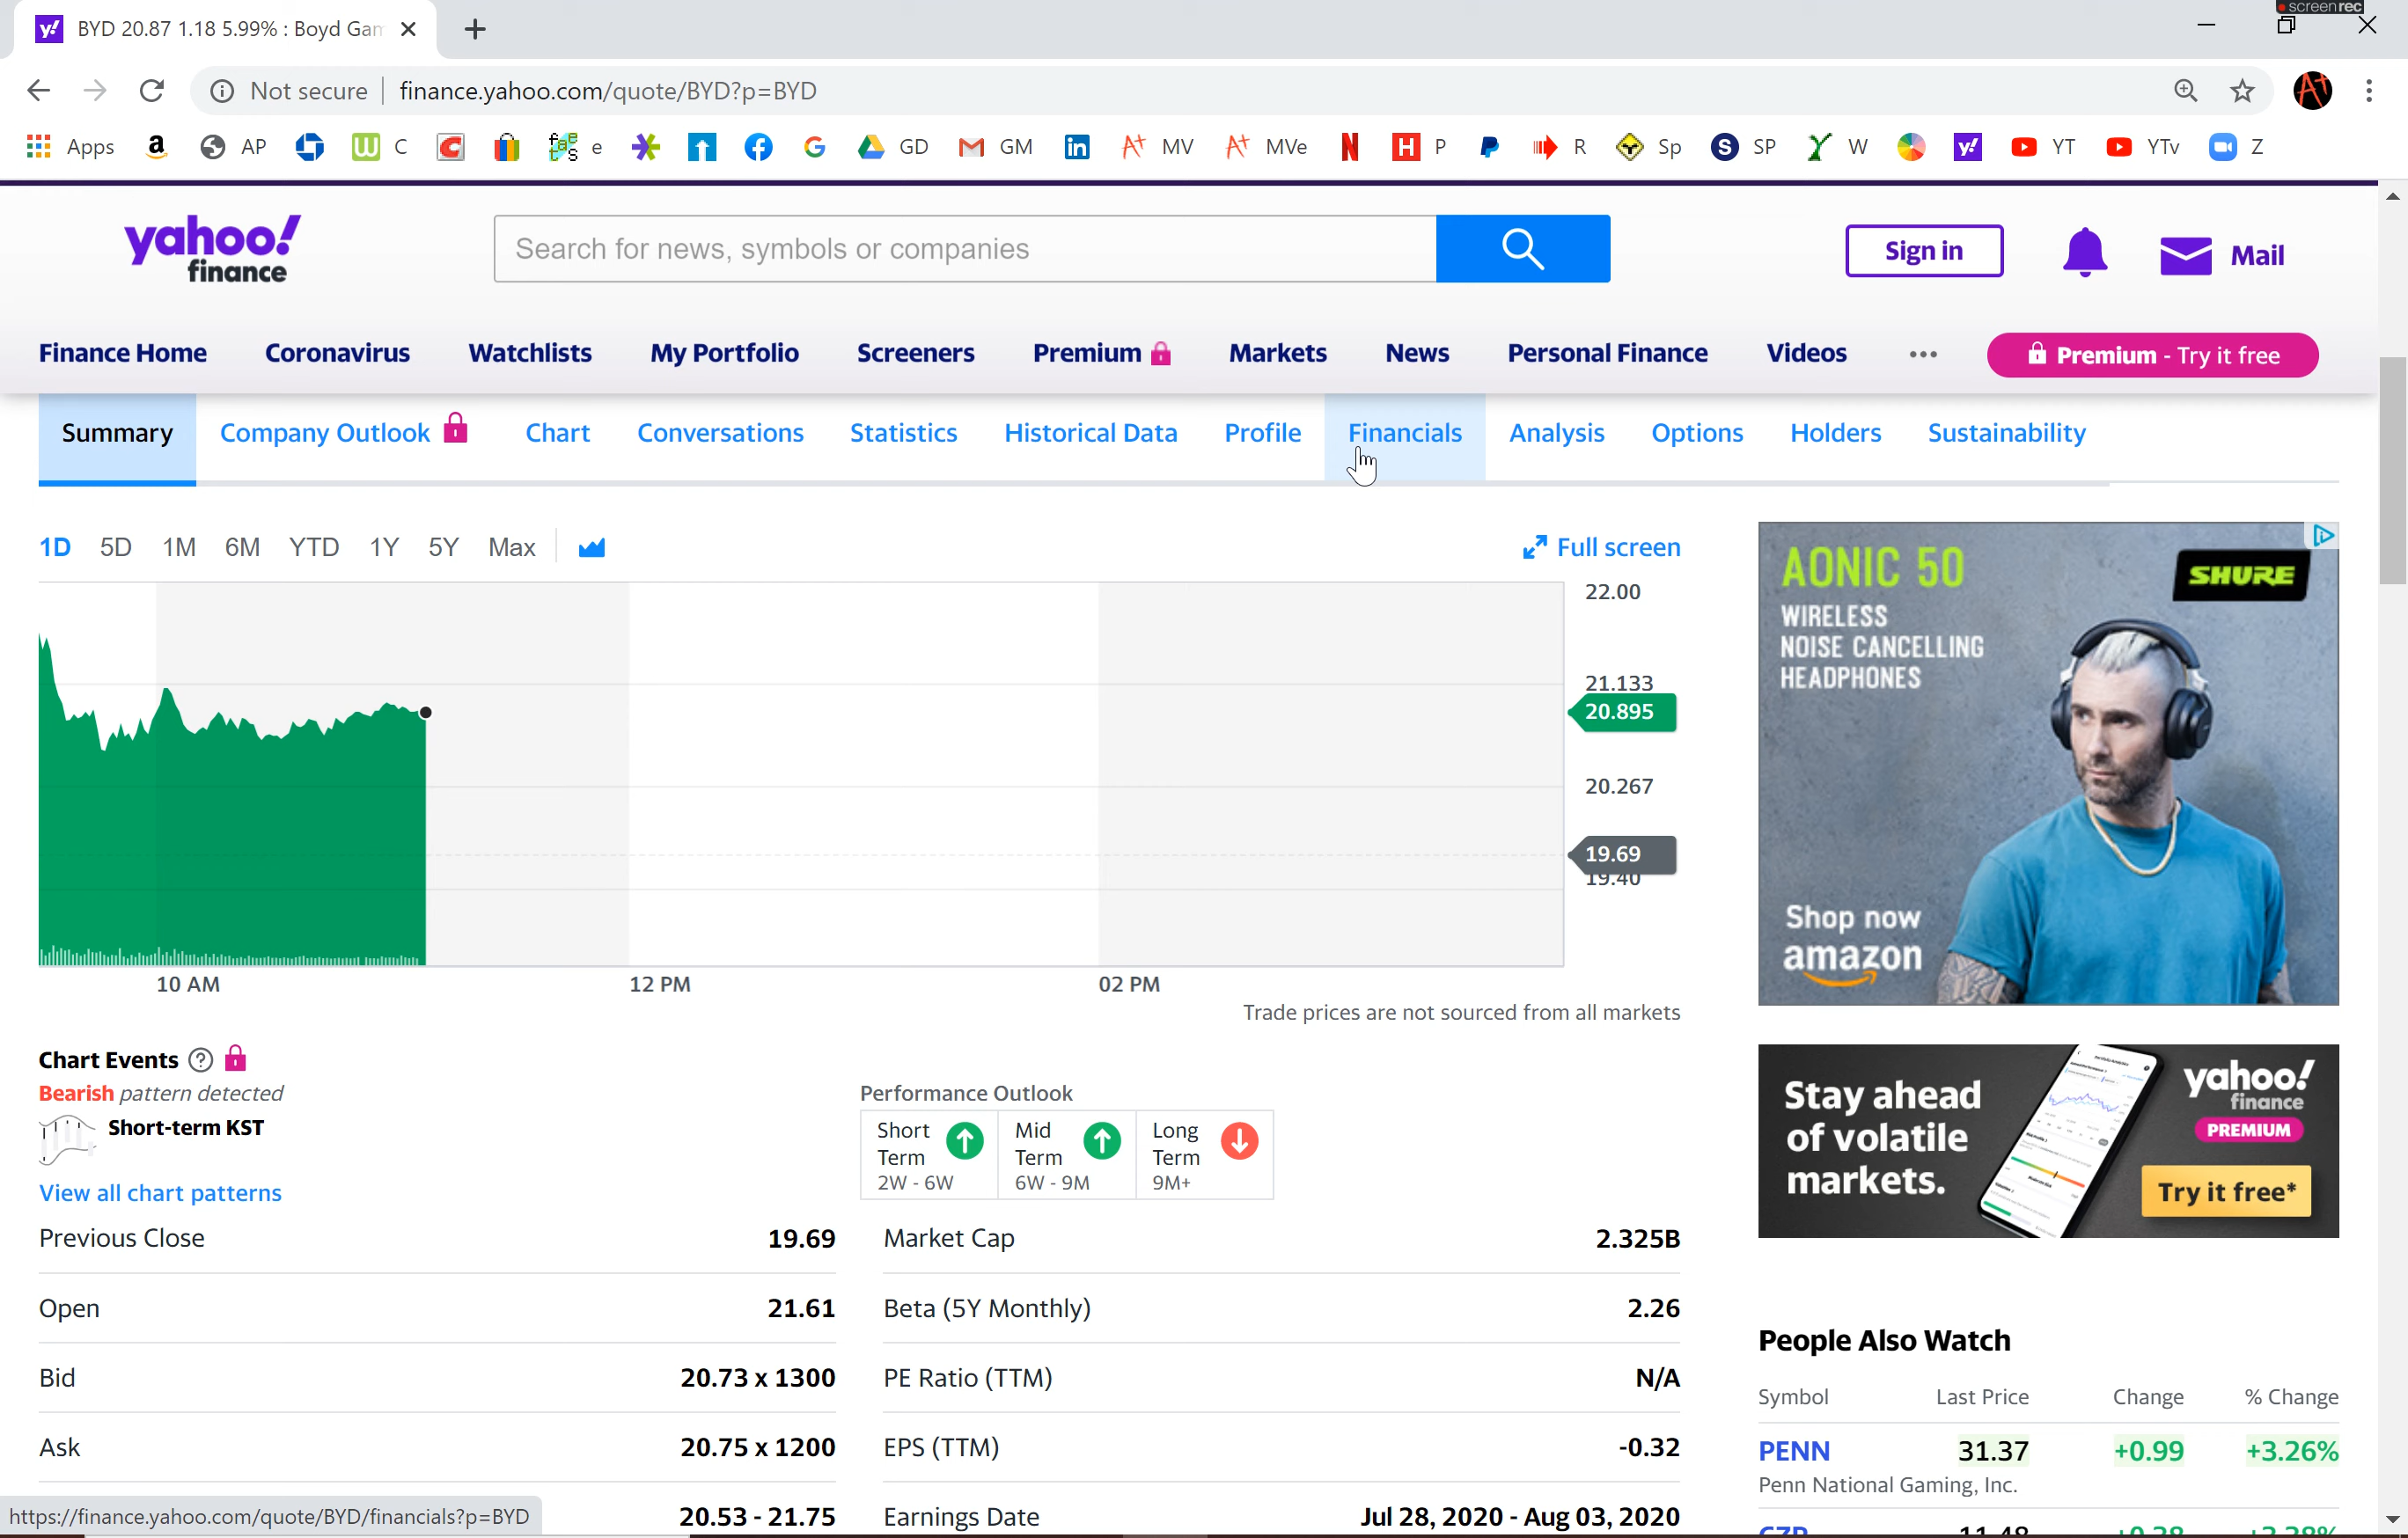 screenrec
BYD 20.87 1.18 5.99% : Boyd Gam
Not secure finance.yahoo.com/quote/BYD?p=BYD
Apps AP C e GD GM MV MVe P R Sp SP W YT YTv Z
yahoo!
finance
Search for news, symbols or companies
Sign in
Mail
Finance Home Coronavirus Watchlists My Portfolio Screeners Premium Markets News Personal Finance Videos Premium - Try it free
Summary Company Outlook Chart Conversations Statistics Historical Data Profile Financials Analysis Options Holders Sustainability
1D 5D 1M 6M YTD 1Y 5Y Max Full screen
22.00
21.133
20.895
20.267
19.69
19.40
10 AM 12 PM 02 PM
Trade prices are not sourced from all markets
AONIC 50
SHURE
WIRELESS
NOISE CANCELLING
HEADPHONES
Shop now
amazon
Chart Events
Bearish pattern detected
Short-term KST
View all chart patterns
Performance Outlook
Short Term 2W - 6W
Mid Term 6W - 9M
Long Term 9M+
Stay ahead
of volatile
markets.
yahoo!
finance
PREMIUM
Try it free*
Previous Close 19.69
Market Cap 2.325B
Open 21.61
Beta (5Y Monthly) 2.26
Bid 20.73 x 1300
PE Ratio (TTM) N/A
Ask 20.75 x 1200
EPS (TTM) -0.32
20.53 - 21.75
Earnings Date Jul 28, 2020 - Aug 03, 2020
People Also Watch
Symbol Last Price Change % Change
PENN 31.37 +0.99 +3.26%
Penn National Gaming, Inc.
https://finance.yahoo.com/quote/BYD/financials?p=BYD